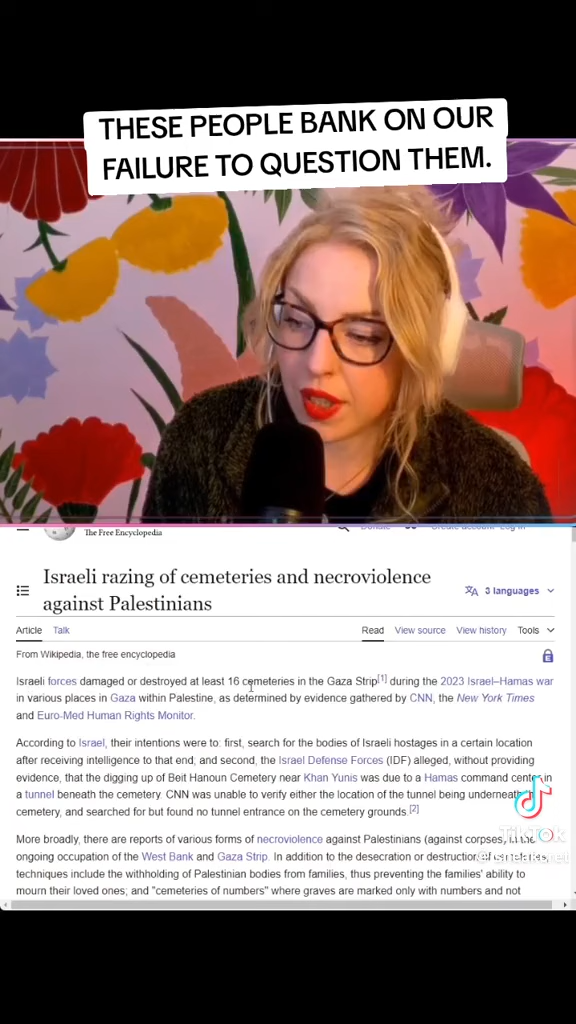 THESE PEOPLE BANK ON OUR
FAILURE TO QUESTION THEM.
The Free Encyclopedia
Donate
Create account Log in
Israeli razing of cemeteries and necroviolence
against Palestinians
3 languages
Article Talk Read View source View history Tools
From Wikipedia, the free encyclopedia
Israeli forces damaged or destroyed at least 16 cemeteries in the Gaza Strip[1] during the 2023 Israel–Hamas war
in various places in Gaza within Palestine, as determined by evidence gathered by CNN, the New York Times
and Euro-Med Human Rights Monitor.
According to Israel, their intentions were to: first, search for the bodies of Israeli hostages in a certain location
after receiving intelligence to that end; and second, the Israel Defense Forces (IDF) alleged, without providing
evidence, that the digging up of Beit Hanoun Cemetery near Khan Yunis was due to a Hamas command center in
a tunnel beneath the cemetery. CNN was unable to verify either the location of the tunnel being underneath
cemetery, and searched for but found no tunnel entrance on the cemetery grounds.[2]
More broadly, there are reports of various forms of necroviolence against Palestinians (against corpses) in the
ongoing occupation of the West Bank and Gaza Strip. In addition to the desecration or destruction
techniques include the withholding of Palestinian bodies from families, thus preventing the families' ability to
mourn their loved ones; and "cemeteries of numbers" where graves are marked only with numbers and not
TikTok